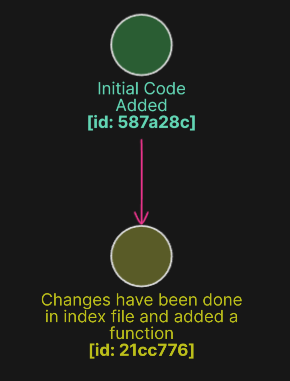 Initial Code
Added
[id: 587a28c]
Changes have been done
in index file and added a
function
[id: 21cc776]